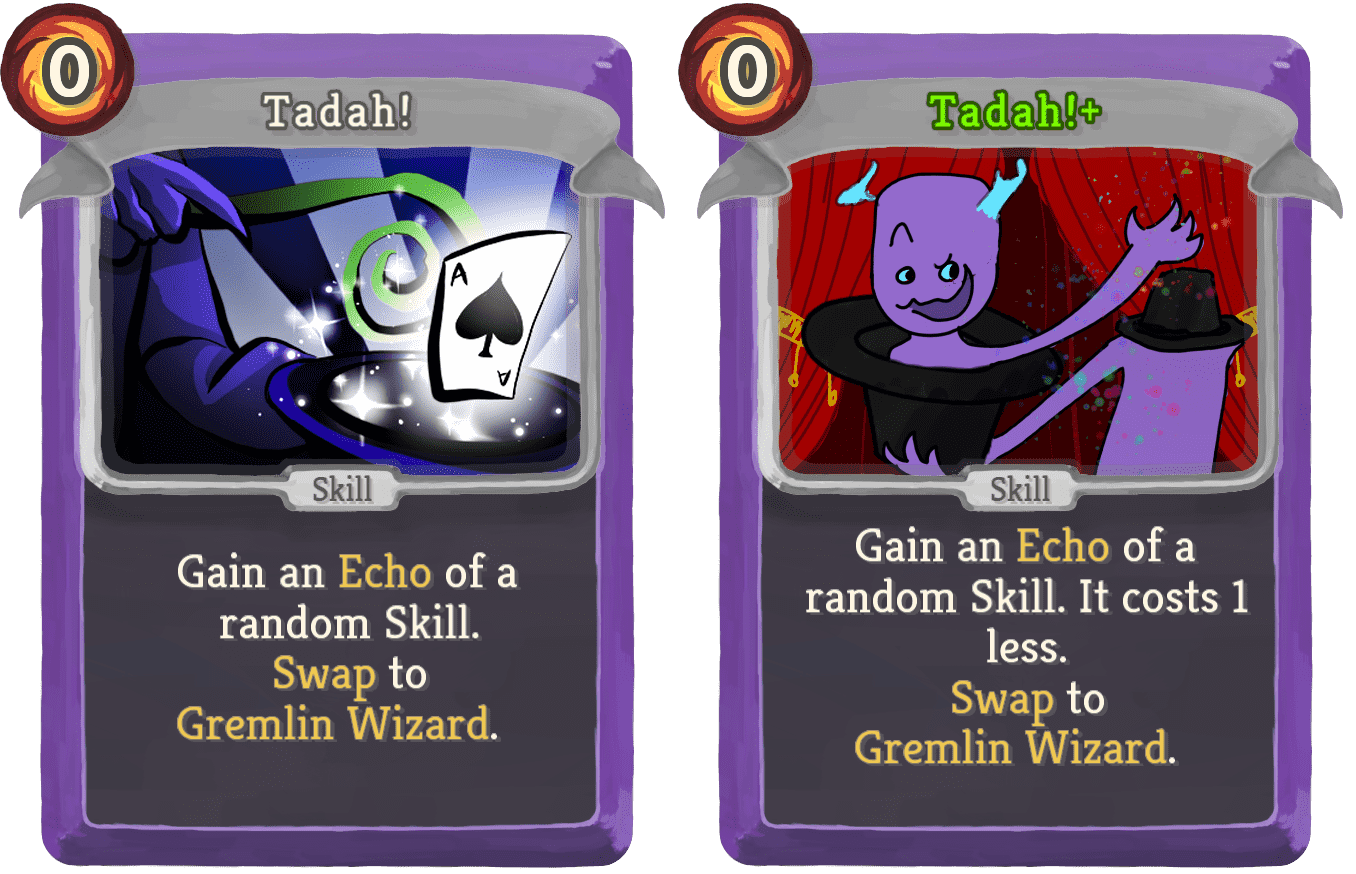 0
Tadah!
A
A
Skill
Gain an Echo of a
random Skill.
Swap to
Gremlin Wizard.
0
Tadah!+
Skill
Gain an Echo of a
random Skill. It costs 1
less.
Swap to
Gremlin Wizard.